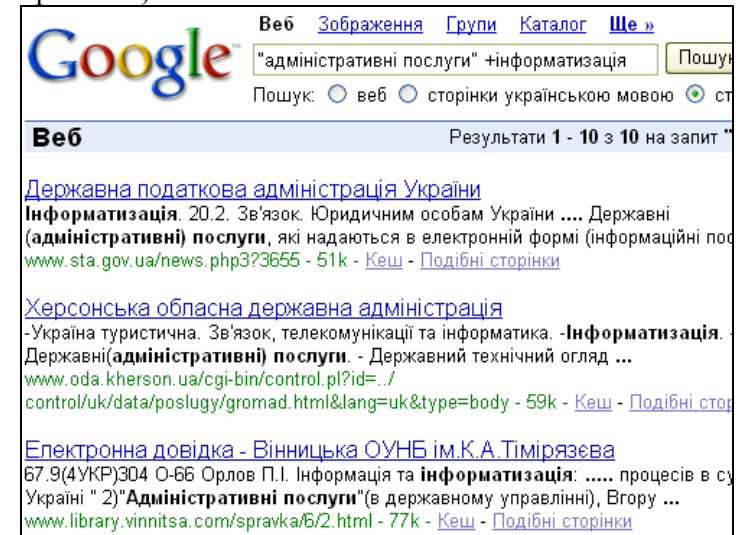 Веб Зображення Групи Каталог Ще »
Google™
"адміністративні послуги" +інформатизація
Пошук: веб сторінки українською мовою
Веб Результати 1 - 10 з 10 на запит "
Державна податкова адміністрація України
Інформатизація. 20.2. Зв'язок. Юридичним особам України .... Державні
(адміністративні) послуги, які надаються в електронній формі (інформаційні
www.sta.gov.ua/news.php3?3655 - 51k - Кеш - Подібні сторінки
Херсонська обласна державна адміністрація
-Україна туристична. Зв'язок, телекомунікації та інформатика. -Інформатизація. -
Державні(адміністративні) послуги. - Державний технічний огляд ...
www.oda.kherson.ua/cgi-bin/control.pl?id=../
control/uk/data/poslugy/gromad.html&lang=uk&type=body - 59k - Кеш - Подібні
Електронна довідка - Вінницька ОУНБ ім.К.А.Тімірязєва
67.9(4УКР)304 О-66 Орлов П.І. Інформація та інформатизація: ..... процесів в
Україні " 2)"Адміністративні послуги"(в державному управлінні), Вгору ...
www.library.vinnitsa.com/spravka/6/2.html - 77k - Кеш - Подібні сторінки